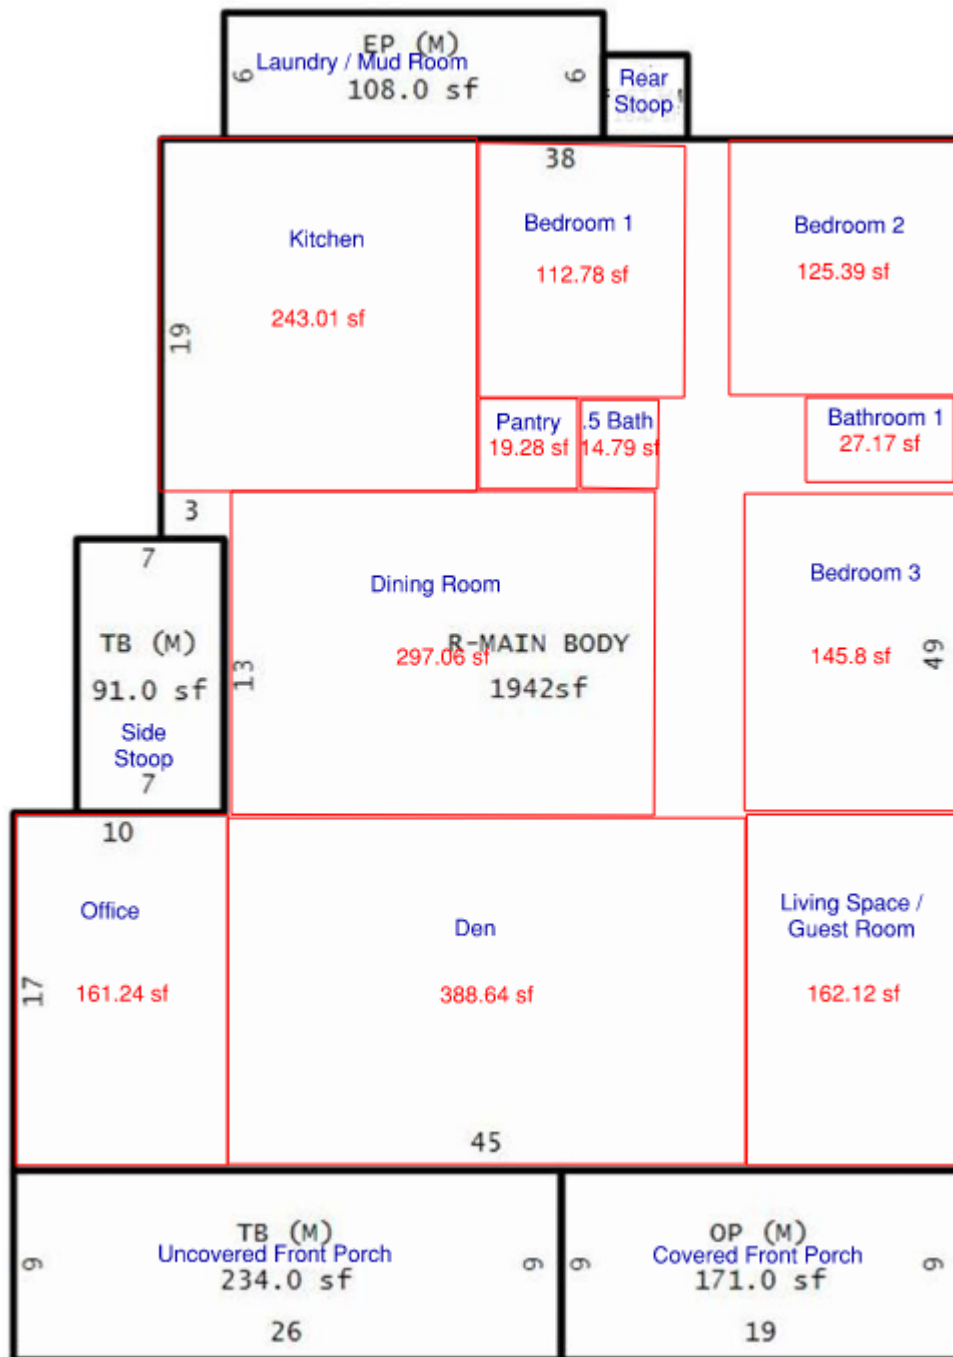 EP (M)
Laundry / Mud Room
108.0 sf
6
6
Rear
Stoop
38
Kitchen
243.01 sf
19
Bedroom 1
112.78 sf
Bedroom 2
125.39 sf
Pantry
19.28 sf
.5 Bath
14.79 sf
Bathroom 1
27.17 sf
3
7
TB (M)
91.0 sf
Side
Stoop
7
13
Dining Room
297.06 sf
R-MAIN BODY
1942sf
Bedroom 3
145.8 sf
49
10
Office
17
161.24 sf
Den
388.64 sf
Living Space /
Guest Room
162.12 sf
45
TB (M)
Uncovered Front Porch
234.0 sf
9
9
26
OP (M)
Covered Front Porch
171.0 sf
9
9
19